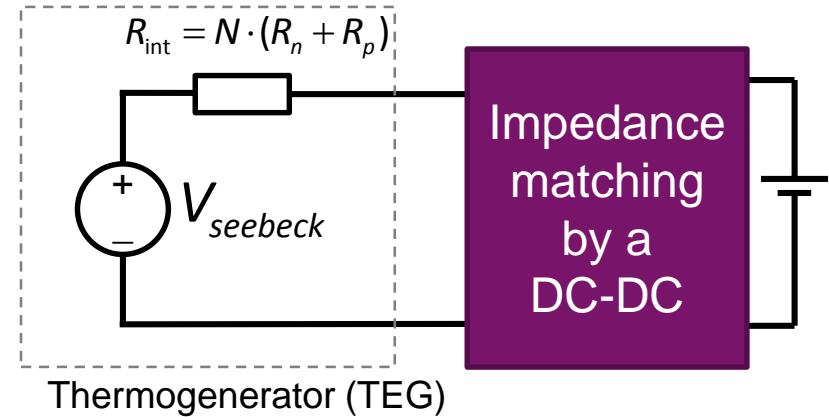 R_int = N·(R_n + R_p)
+
V_seebeck
–
Impedance
matching
by a
DC-DC
Thermogenerator (TEG)